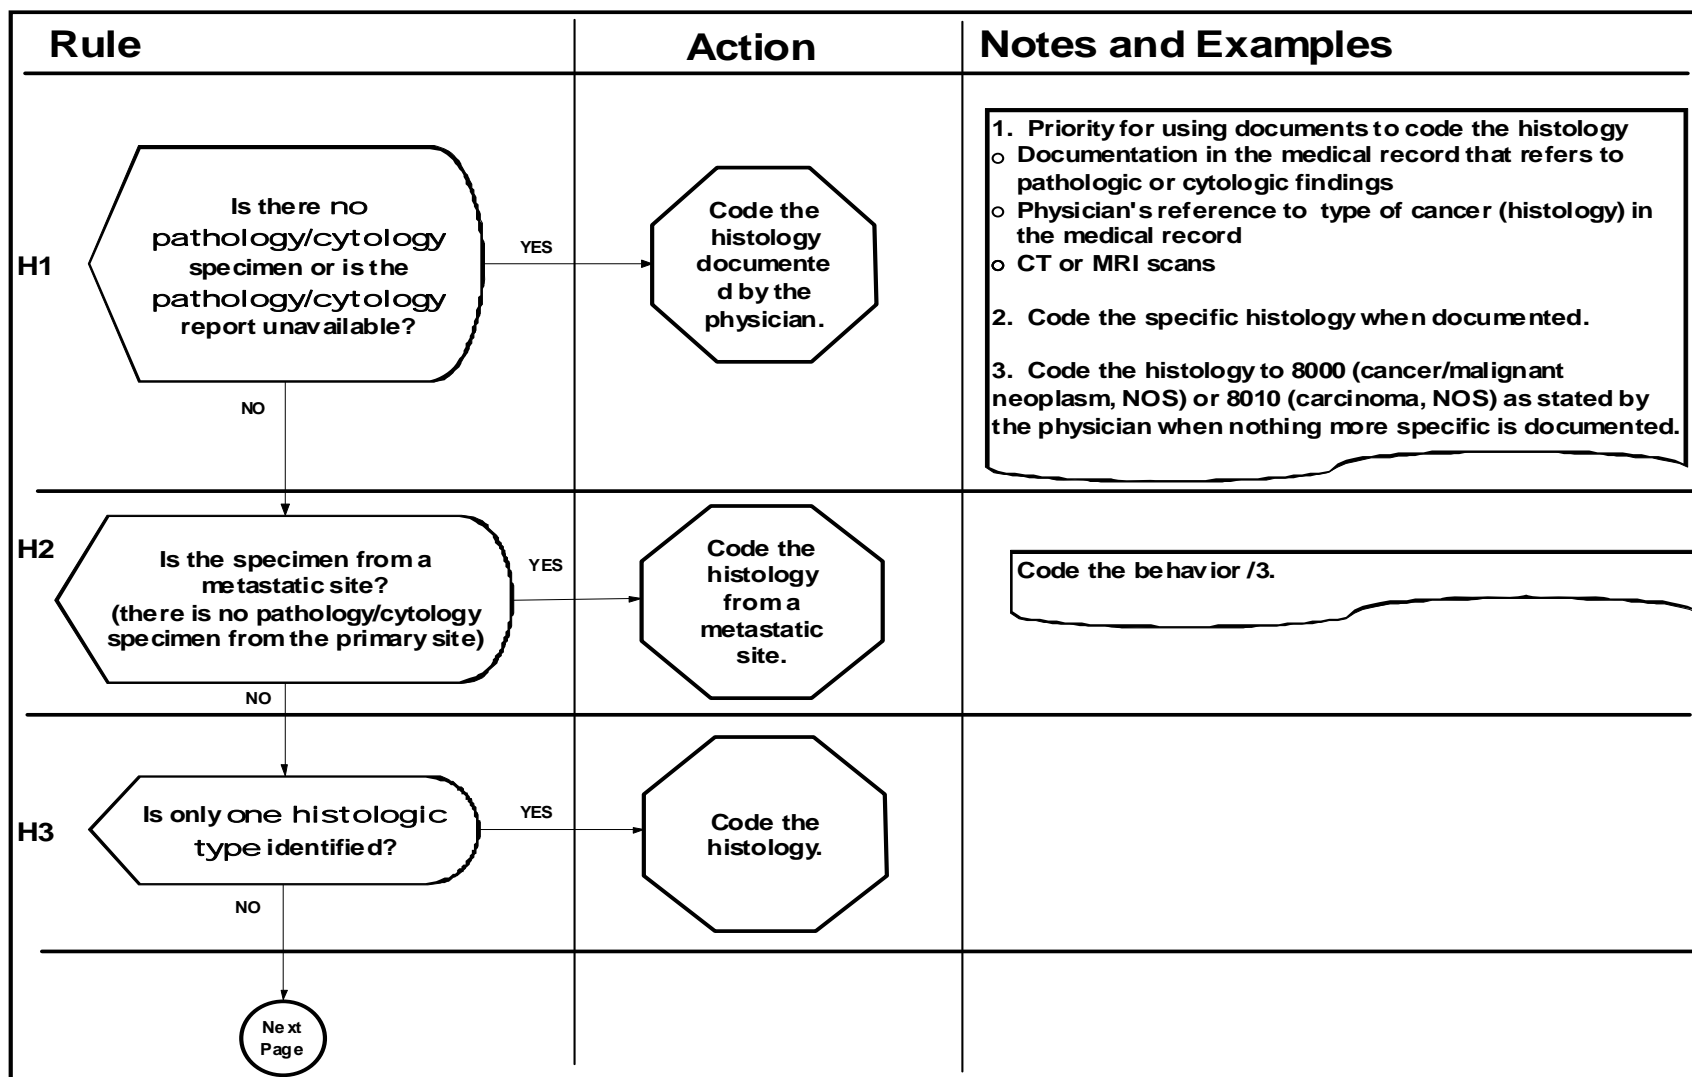 Rule
Action
Notes and Examples
H1
Is there no
pathology/cytology
specimen or is the
pathology/cytology
report unavailable?
YES
NO
Code the
histology
documente
d by the
physician.
1. Priority for using documents to code the histology
o Documentation in the medical record that refers to
pathologic or cytologic findings
o Physician's reference to type of cancer (histology) in
the medical record
o CT or MRI scans
2. Code the specific histology when documented.
3. Code the histology to 8000 (cancer/malignant
neoplasm, NOS) or 8010 (carcinoma, NOS) as stated by
the physician when nothing more specific is documented.
H2
Is the specimen from a
metastatic site?
(there is no pathology/cytology
specimen from the primary site)
YES
NO
Code the
histology
from a
metastatic
site.
Code the behavior /3.
H3
Is only one histologic
type identified?
YES
NO
Code the
histology.
Next
Page